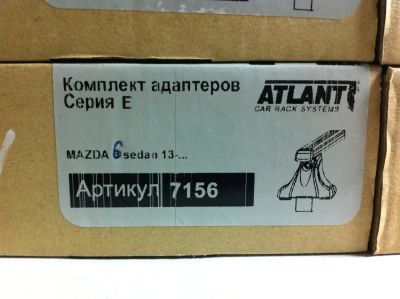 Комплект адаптеров
Серия Е
ATLANT
CAR RACK SYSTEMS
MAZDA 6 sedan 13-...
Артикул 7156